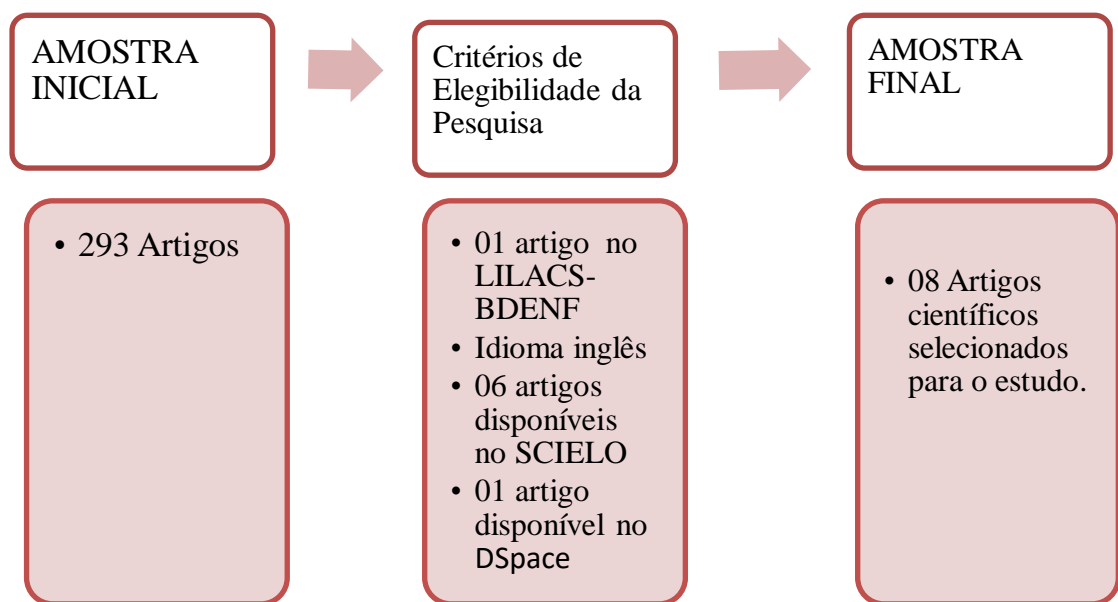 AMOSTRA
INICIAL
• 293 Artigos
Critérios de
Elegibilidade da
Pesquisa
• 01 artigo no
LILACS-
BDENF
• Idioma inglês
• 06 artigos
disponíveis
no SCIELO
• 01 artigo
disponível no
DSpace
AMOSTRA
FINAL
• 08 Artigos
científicos
selecionados
para o estudo.